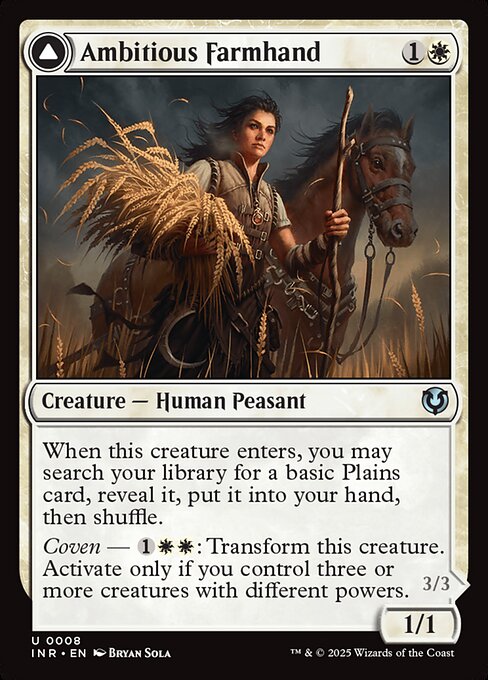 Ambitious Farmhand 1
Creature — Human Peasant
When this creature enters, you may
search your library for a basic Plains
card, reveal it, put it into your hand,
then shuffle.
Coven — 1: Transform this creature.
Activate only if you control three or
more creatures with different powers.
3/3
1/1
U 0008
INR • EN Bryan Sola
™ & © 2025 Wizards of the Coast